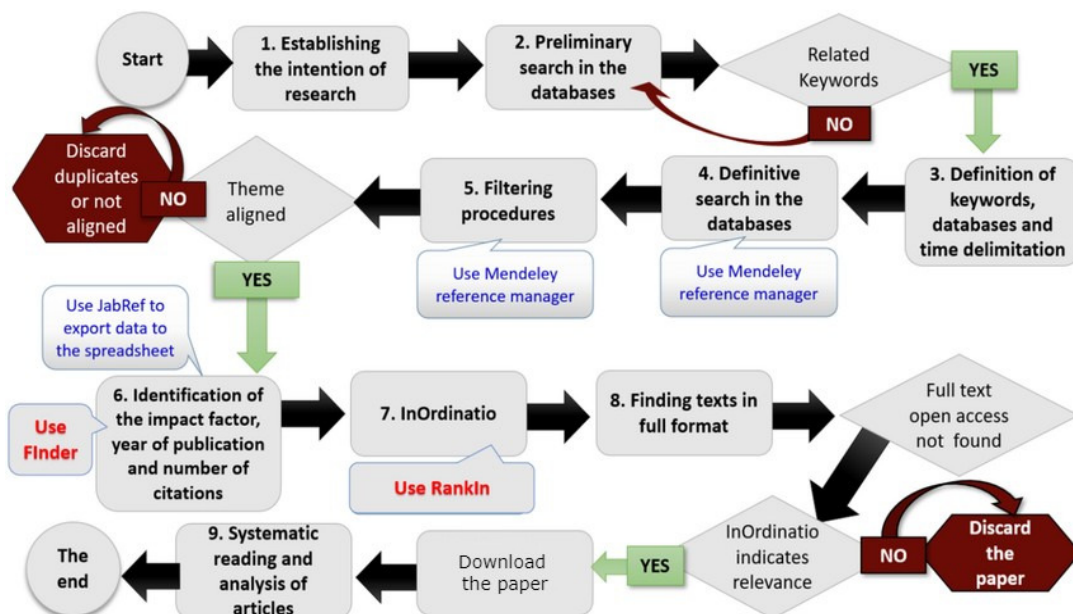 Start
1. Establishing
the intention of
research
2. Preliminary
search in the
databases
Related
Keywords
YES
NO
3. Definition of
keywords,
databases and
time delimitation
4. Definitive
search in the
databases
Use Mendeley
reference manager
5. Filtering
procedures
Use Mendeley
reference manager
Theme
aligned
NO
Discard
duplicates
or not
aligned
YES
Use JabRef to
export data to
the spreadsheet
6. Identification of
the impact factor,
year of publication
and number of
citations
Use
FInder
7. InOrdinatio
Use RankIn
8. Finding texts in
full format
Full text
open access
not found
InOrdinatio
indicates
relevance
NO
Discard
the
paper
YES
Download
the paper
9. Systematic
reading and
analysis of
articles
The
end